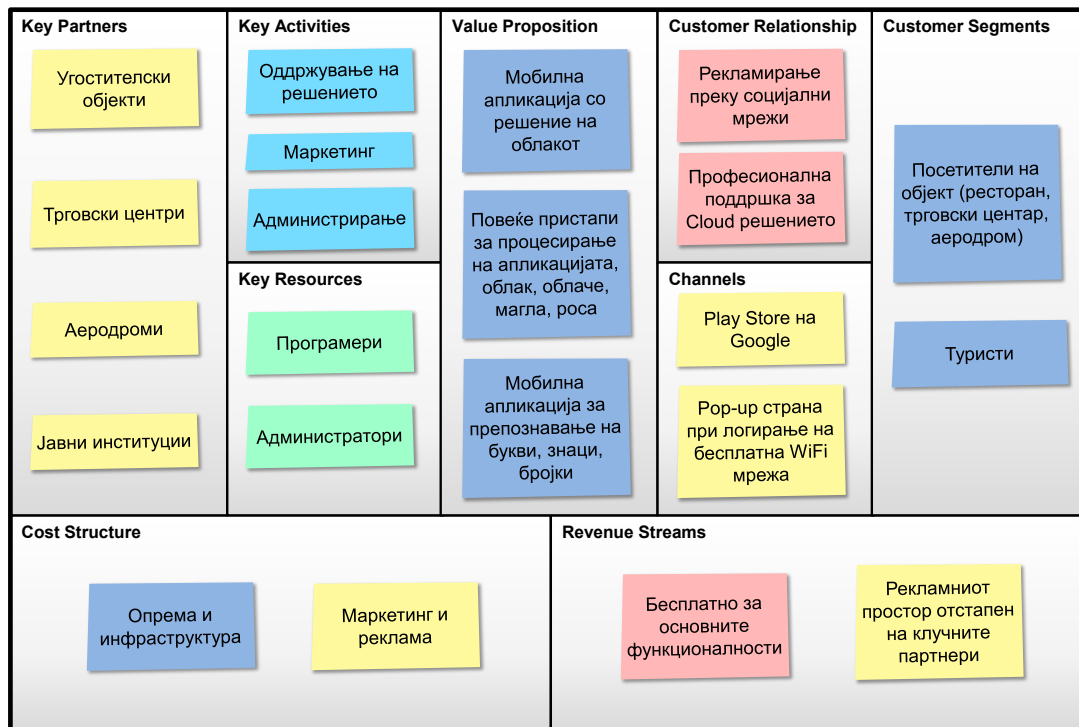 Key Partners
Угостителски
објекти
Трговски центри
Аеродроми
Јавни институции
Key Activities
Оддржување на
решението
Маркетинг
Администрирање
Key Resources
Програмери
Администратори
Value Proposition
Мобилна
апликација со
решение на
облакот
Повеќе пристапи
за процесирање
на апликацијата,
облак, облаче,
магла, роса
Мобилна
апликација за
препознавање на
букви, знаци,
бројки
Customer Relationship
Рекламирање
преку социјални
мрежи
Професионална
поддршка за
Cloud решението
Channels
Play Store на
Google
Pop-up страна
при логирање на
бесплатна WiFi
мрежа
Customer Segments
Посетители на
објект (ресторан,
трговски центар,
аеродром)
Туристи
Cost Structure
Опрема и
инфраструктура
Маркетинг и
реклама
Revenue Streams
Бесплатно за
основните
функционалности
Рекламниот
простор отстапен
на клучните
партнери